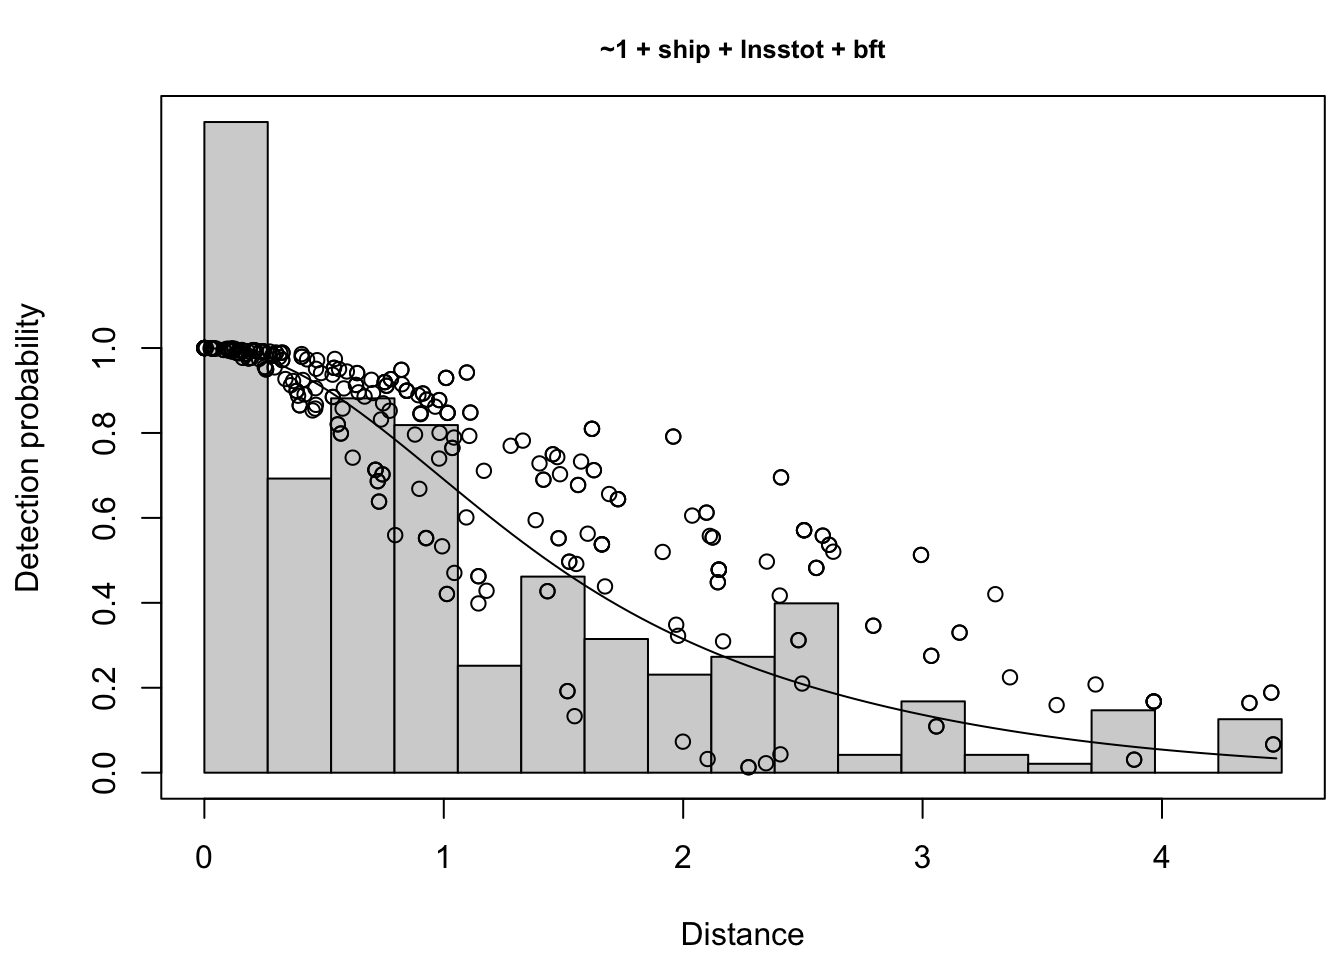 ~1 + ship + lnsstot + bft
Detection probability
1.0
0.8
0.6
0.4
0.2
0.0
0 1 2 3 4
Distance